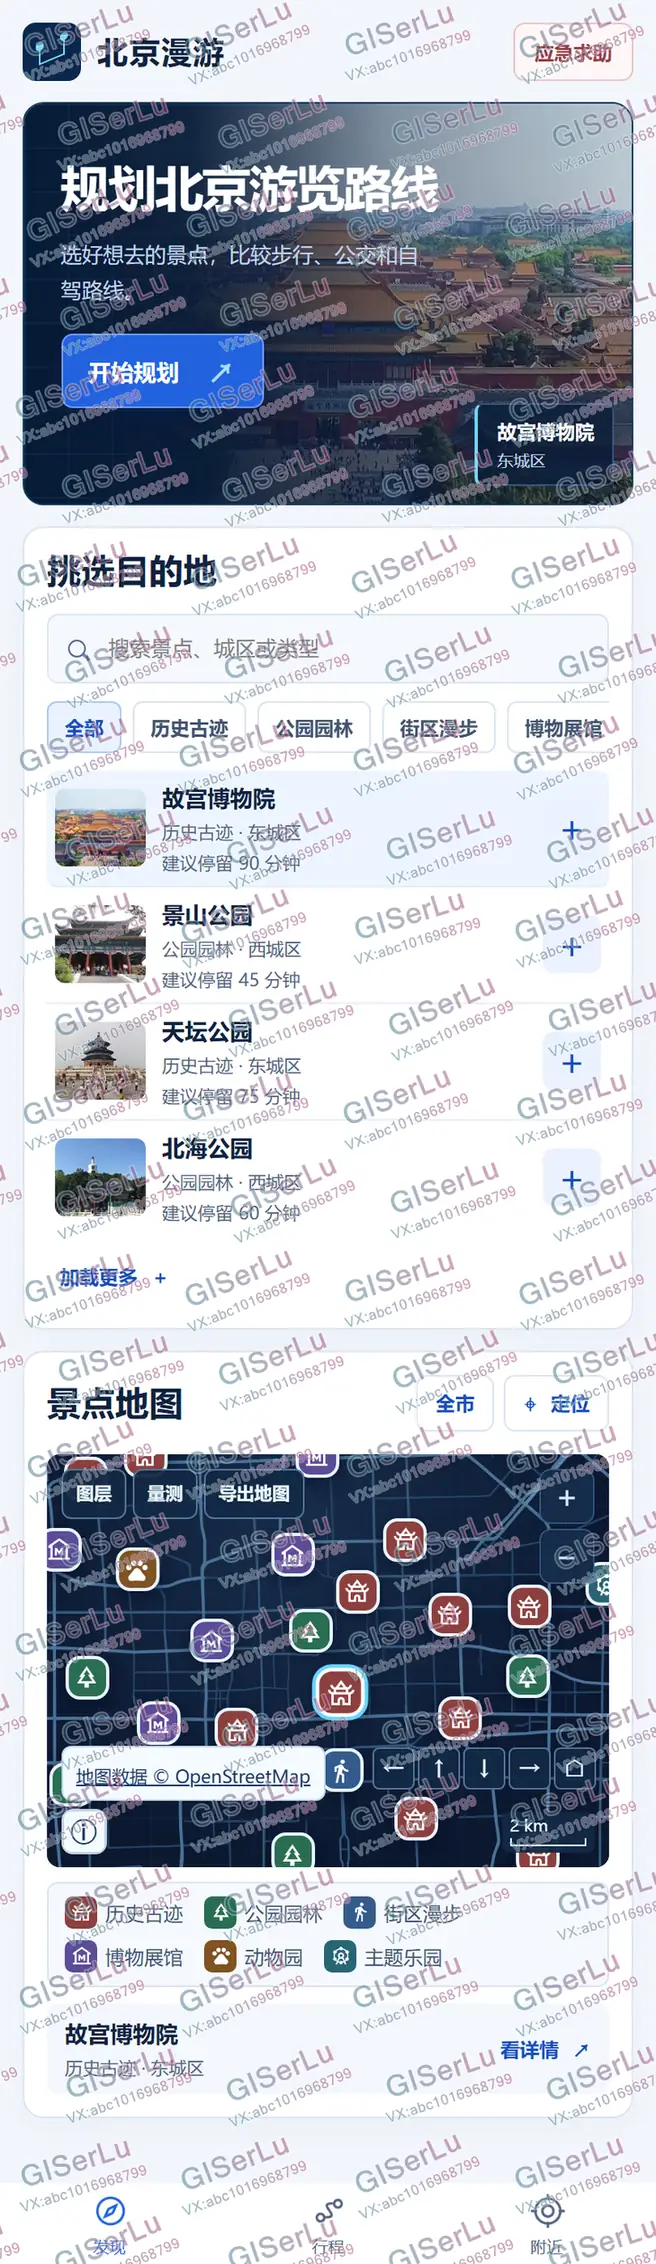 北京漫游
应急求助
规划北京游览路线
选好想去的景点，比较步行、公交和自
驾路线。
开始规划
故宫博物院
东城区
挑选目的地
搜索景点、城区或类型
全部
历史古迹
公园园林
街区漫步
博物展馆
故宫博物院
历史古迹 · 东城区
建议停留 90 分钟
景山公园
公园园林 · 西城区
建议停留 45 分钟
天坛公园
历史古迹 · 东城区
建议停留 75 分钟
北海公园
公园园林 · 西城区
建议停留 60 分钟
加载更多 +
景点地图
全市
定位
图层
量测
导出地图
地图数据 © OpenStreetMap
2 km
历史古迹
公园园林
街区漫步
博物展馆
动物园
主题乐园
故宫博物院
历史古迹 · 东城区
看详情
发现
行程
附近
GISerLu
VX:abc1016968799